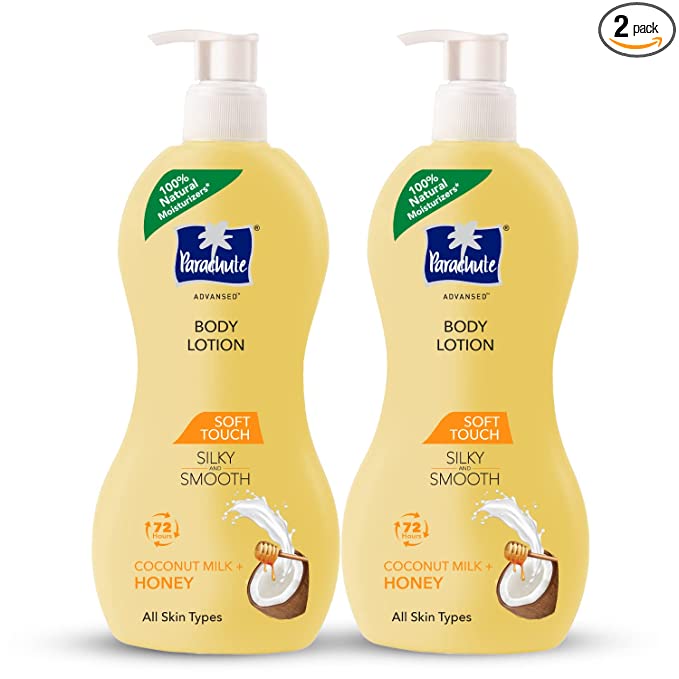 2 pack
100%
Natural
Moisturizers*
Parachute
®
ADVANSED™
BODY
LOTION
SOFT
TOUCH
SILKY
AND
SMOOTH
72
Hours
COCONUT MILK +
HONEY
All Skin Types
100%
Natural
Moisturizers*
Parachute
®
ADVANSED™
BODY
LOTION
SOFT
TOUCH
SILKY
AND
SMOOTH
72
Hours
COCONUT MILK +
HONEY
All Skin Types